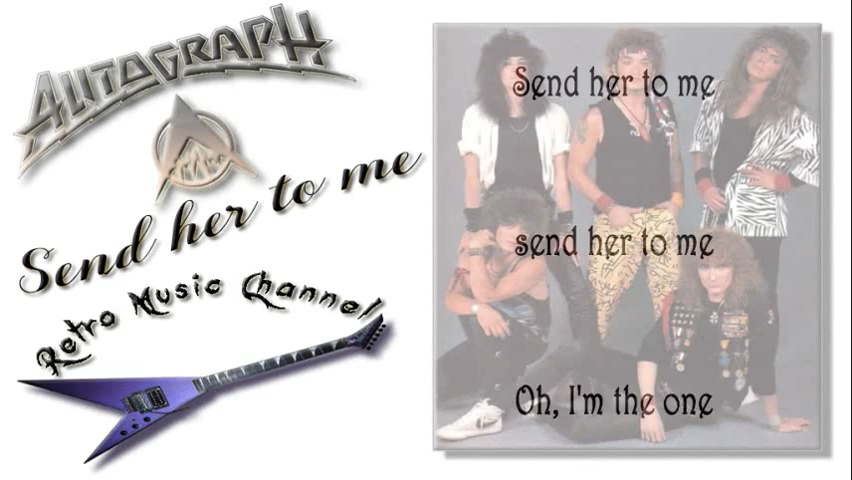 AUTOGRAPH
Send her to me
Retro Music Channel
Send her to me
send her to me
Oh, I'm the one